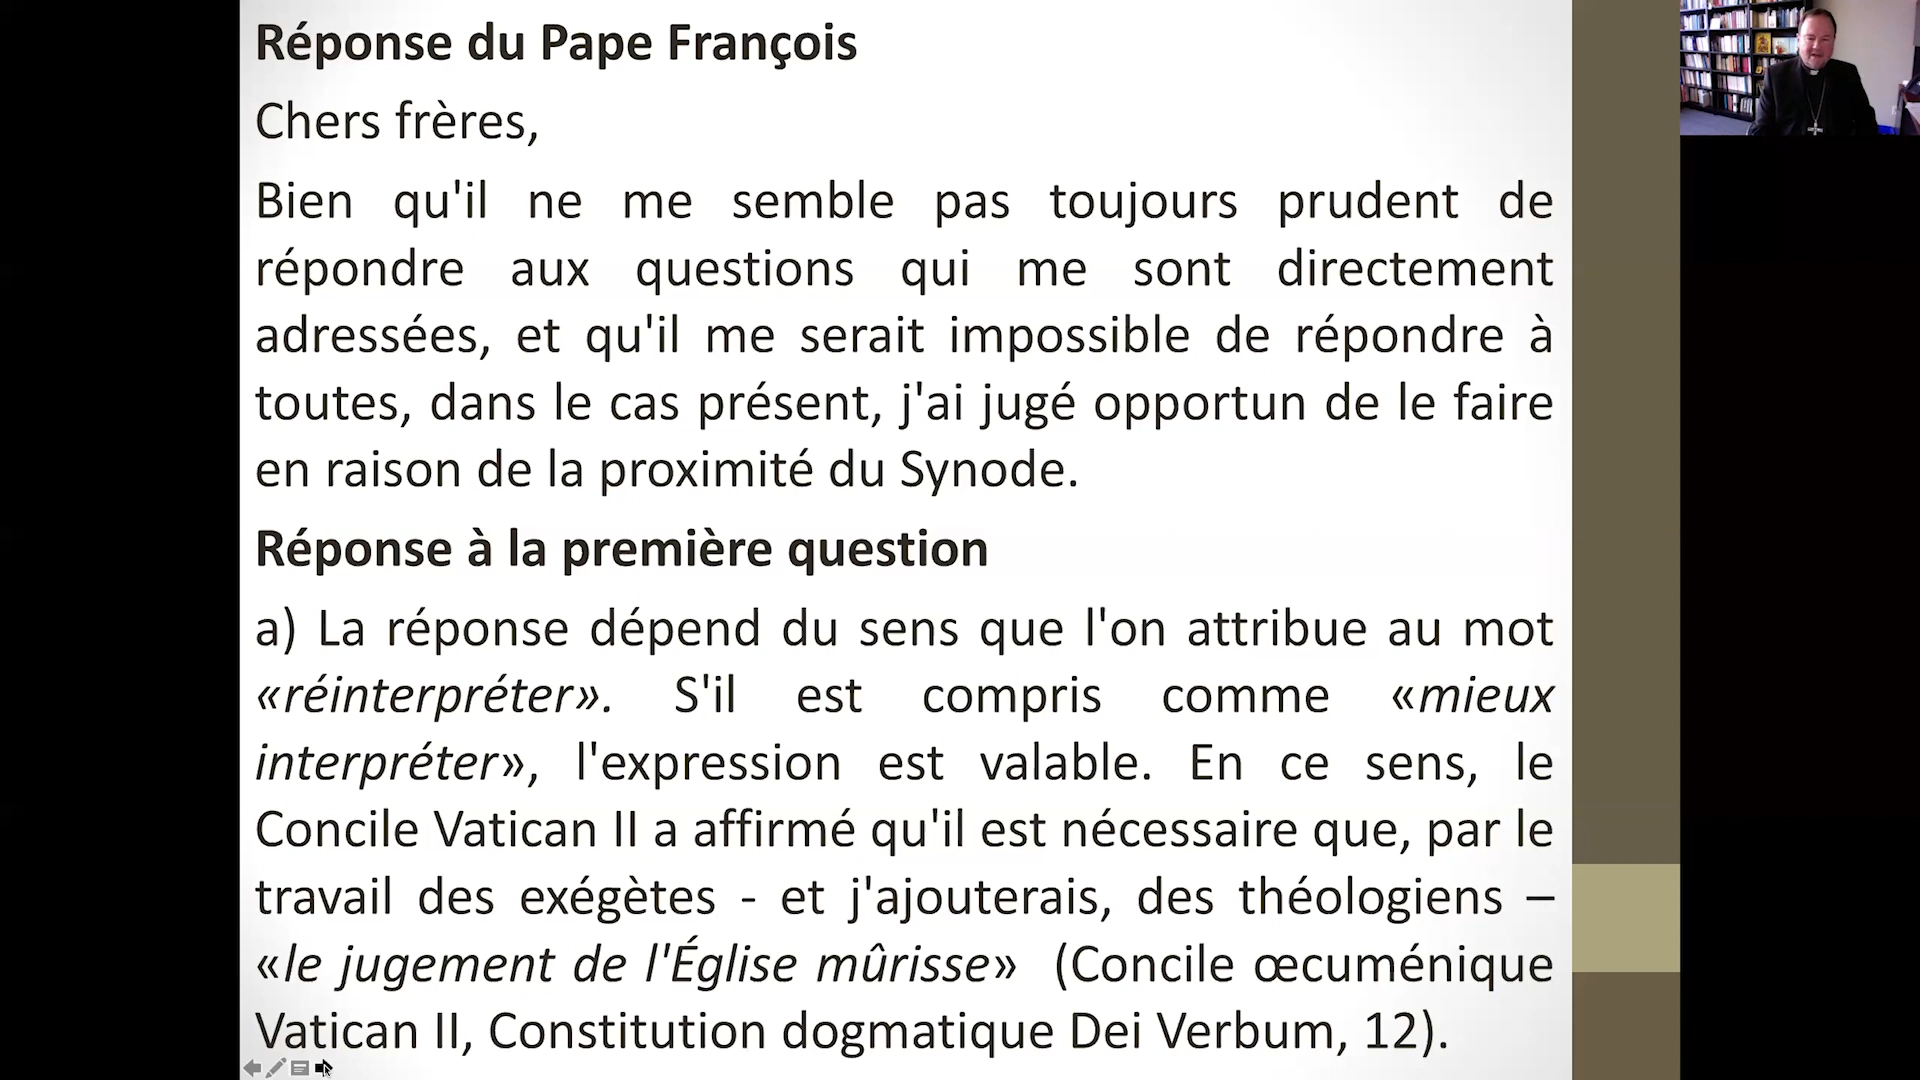 Réponse du Pape François
Chers frères,
Bien qu'il ne me semble pas toujours prudent de
répondre aux questions qui me sont directement
adressées, et qu'il me serait impossible de répondre à
toutes, dans le cas présent, j'ai jugé opportun de le faire
en raison de la proximité du Synode.
Réponse à la première question
a) La réponse dépend du sens que l'on attribue au mot
«réinterpréter». S'il est compris comme «mieux
interpréter», l'expression est valable. En ce sens, le
Concile Vatican II a affirmé qu'il est nécessaire que, par le
travail des exégètes - et j'ajouterais, des théologiens –
«le jugement de l'Église mûrisse» (Concile œcuménique
Vatican II, Constitution dogmatique Dei Verbum, 12).